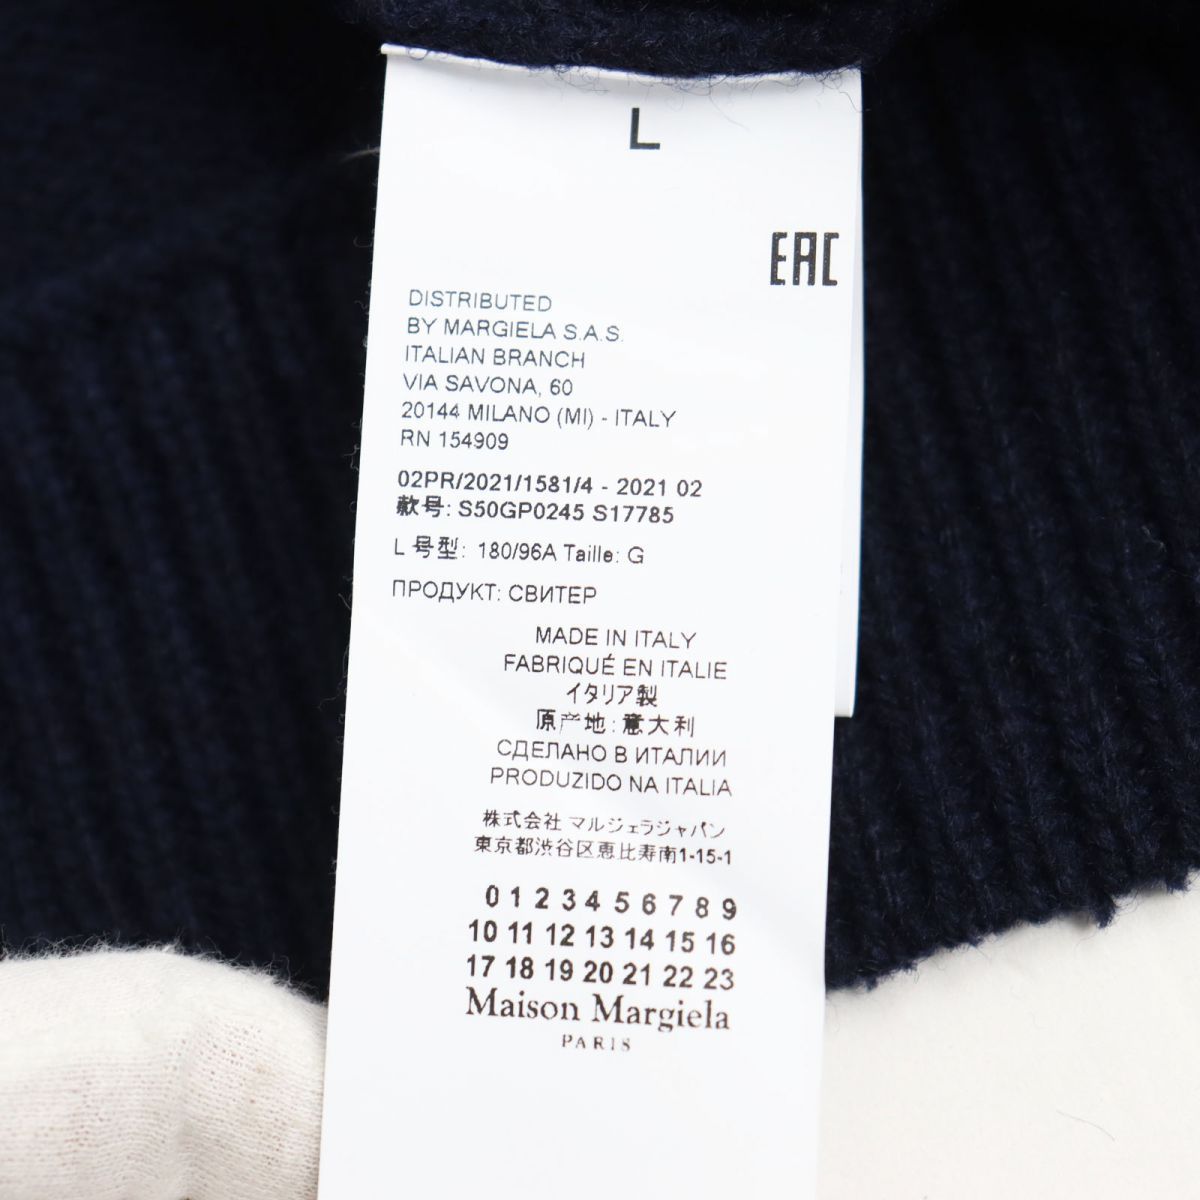 L
EAC
DISTRIBUTED
BY MARGIELA S.A.S.
ITALIAN BRANCH
VIA SAVONA, 60
20144 MILANO (MI) - ITALY
RN 154909
02PR/2021/1581/4 - 2021 02
款号: S50GP0245 S17785
L 号型: 180/96A Taille: G
ПРОДУКТ: СВИТЕР
MADE IN ITALY
FABRIQUÉ EN ITALIE
イタリア製
原产地: 意大利
СДЕЛАНО В ИТАЛИИ
PRODUZIDO NA ITALIA
株式会社 マルジェラジャパン
東京都渋谷区恵比寿南1-15-1
0 1 2 3 4 5 6 7 8 9
10 11 12 13 14 15 16
17 18 19 20 21 22 23
Maison Margiela
PARIS